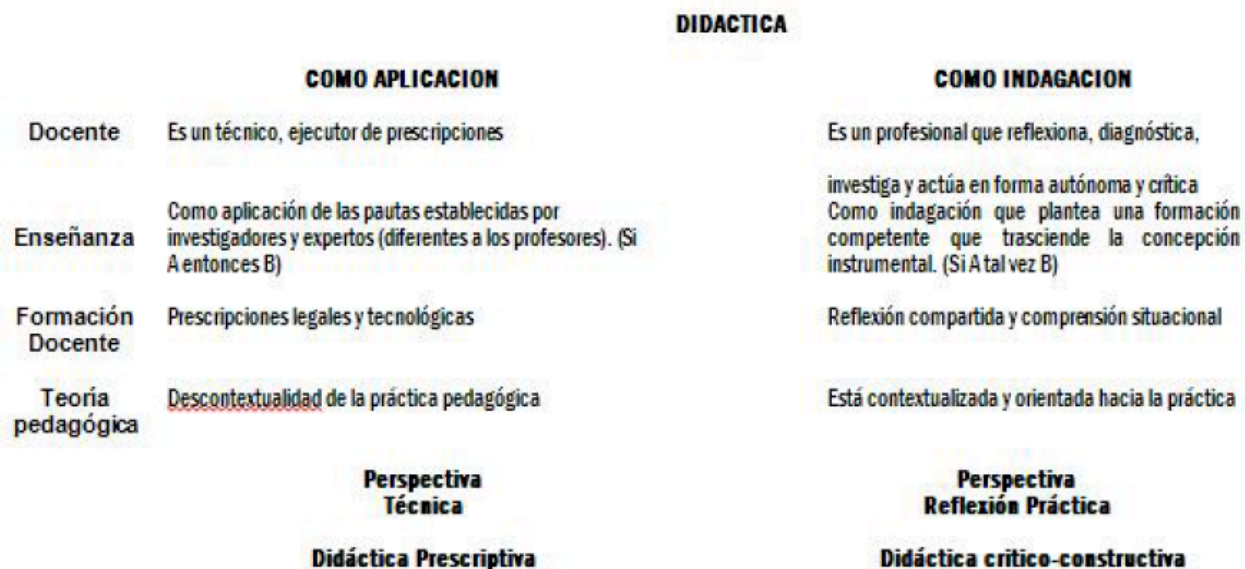 DIDACTICA
COMO APLICACION
COMO INDAGACION
Docente
Es un técnico, ejecutor de prescripciones
Es un profesional que reflexiona, diagnóstica,
investiga y actúa en forma autónoma y crítica
Enseñanza
Como aplicación de las pautas establecidas por
investigadores y expertos (diferentes a los profesores). (Si
A entonces B)
Como indagación que plantea una formación
competente que trasciende la concepción
instrumental. (Si A tal vez B)
Formación
Docente
Prescripciones legales y tecnológicas
Reflexión compartida y comprensión situacional
Teoría
pedagógica
Descontextualidad de la práctica pedagógica
Está contextualizada y orientada hacia la práctica
Perspectiva
Técnica
Perspectiva
Reflexión Práctica
Didáctica Prescriptiva
Didáctica critico-constructiva